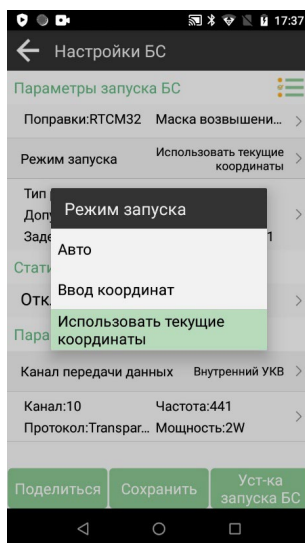 17:37
Настройки БС
Параметры запуска БС
Поправки:RTCM32 Маска возвышени...
Режим запуска Использовать текущие
координаты
Тип
Допу
Заде 1
Режим запуска
Авто
Ввод координат
Использовать текущие
координаты
Стати
Отк
Пара
Канал передачи данных Внутренний УКВ
Канал:10 Частота:441
Протокол:Transpar... Мощность:2W
Поделиться Сохранить Уст-ка
запуска БС